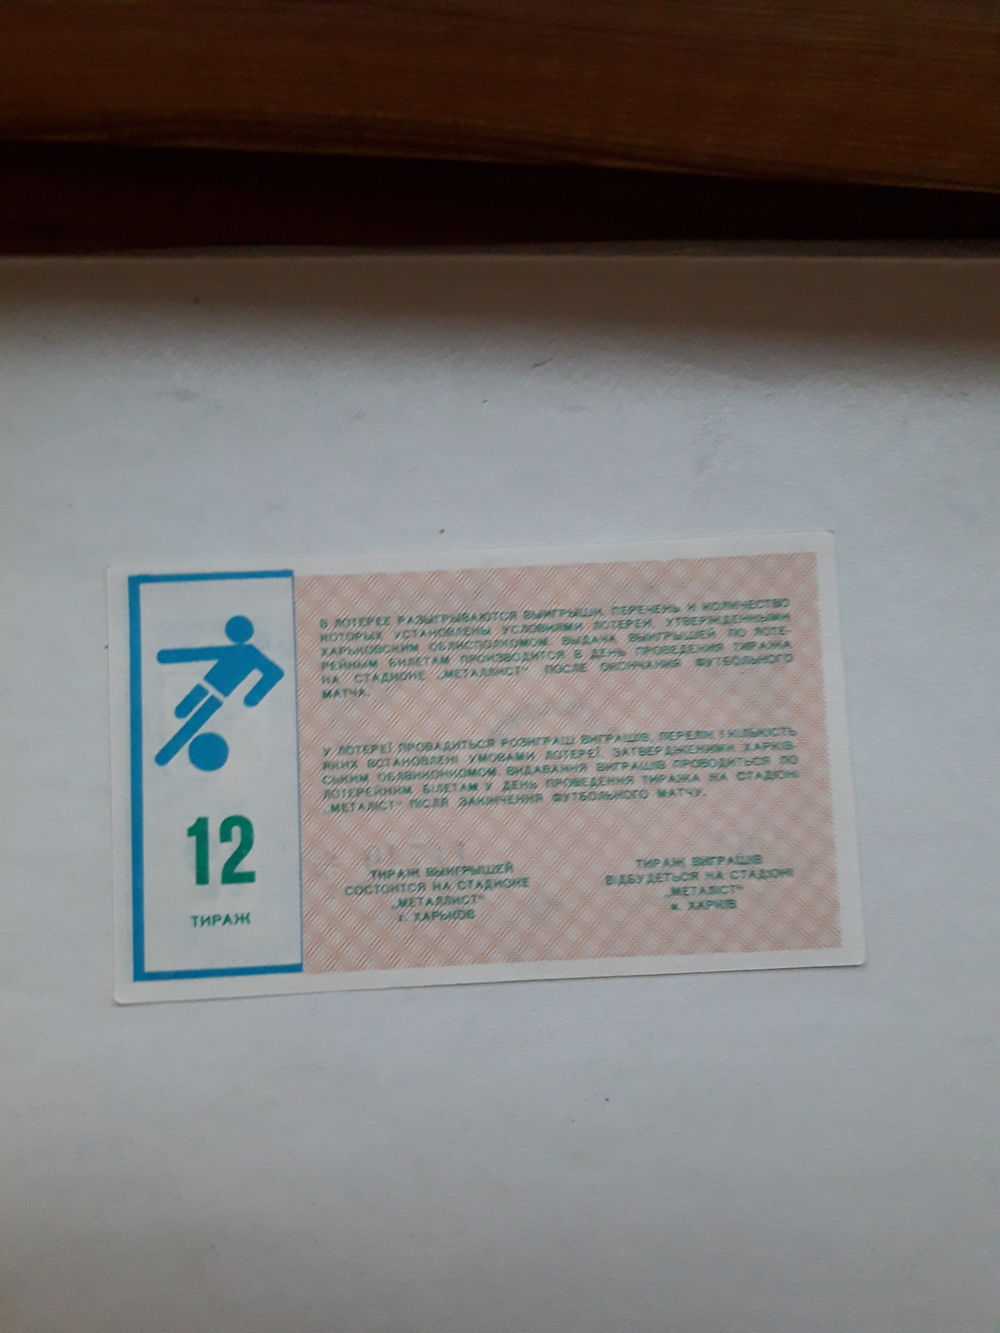 В ЛОТЕРЕЕ РАЗЫГРЫВАЮТСЯ ВЫИГРЫШИ, ПЕРЕЧЕНЬ И КОЛИЧЕСТВО
КОТОРЫХ УСТАНОВЛЕНЫ УСЛОВИЯМИ ЛОТЕРЕИ, УТВЕРЖДЕННЫМИ
ХАРЬКОВСКИМ ОБЛИСПОЛКОМОМ. ВЫДАЧА ВЫИГРЫШЕЙ ПО ЛОТЕ-
РЕЙНЫМ БИЛЕТАМ ПРОИЗВОДИТСЯ В ДЕНЬ ПРОВЕДЕНИЯ ТИРАЖА
НА СТАДИОНЕ „МЕТАЛЛИСТ" ПОСЛЕ ОКОНЧАНИЯ ФУТБОЛЬНОГО
МАТЧА.
У ЛОТЕРЕЇ ПРОВАДИТЬСЯ РОЗИГРАШ ВИГРАШІВ, ПЕРЕЛІК І КІЛЬКІСТЬ
ЯКИХ ВСТАНОВЛЕНІ УМОВАМИ ЛОТЕРЕЇ, ЗАТВЕРДЖЕНИМИ ХАРКІВ-
СЬКИМ ОБЛВИКОНКОМОМ. ВИДАВАННЯ ВИГРАШІВ ПРОВОДИТЬСЯ ПО
ЛОТЕРЕЙНИМ БІЛЕТАМ У ДЕНЬ ПРОВЕДЕННЯ ТИРАЖА НА СТАДІОНІ
„МЕТАЛІСТ" ПІСЛЯ ЗАКІНЧЕННЯ ФУТБОЛЬНОГО МАТЧУ.
12
ТИРАЖ
ТИРАЖ ВЫИГРЫШЕЙ
СОСТОИТСЯ НА СТАДИОНЕ
„МЕТАЛЛИСТ"
г. ХАРЬКОВ
ТИРАЖ ВИГРАШІВ
ВІДБУДЕТЬСЯ НА СТАДІОНІ
„МЕТАЛІСТ"
м. ХАРКІВ